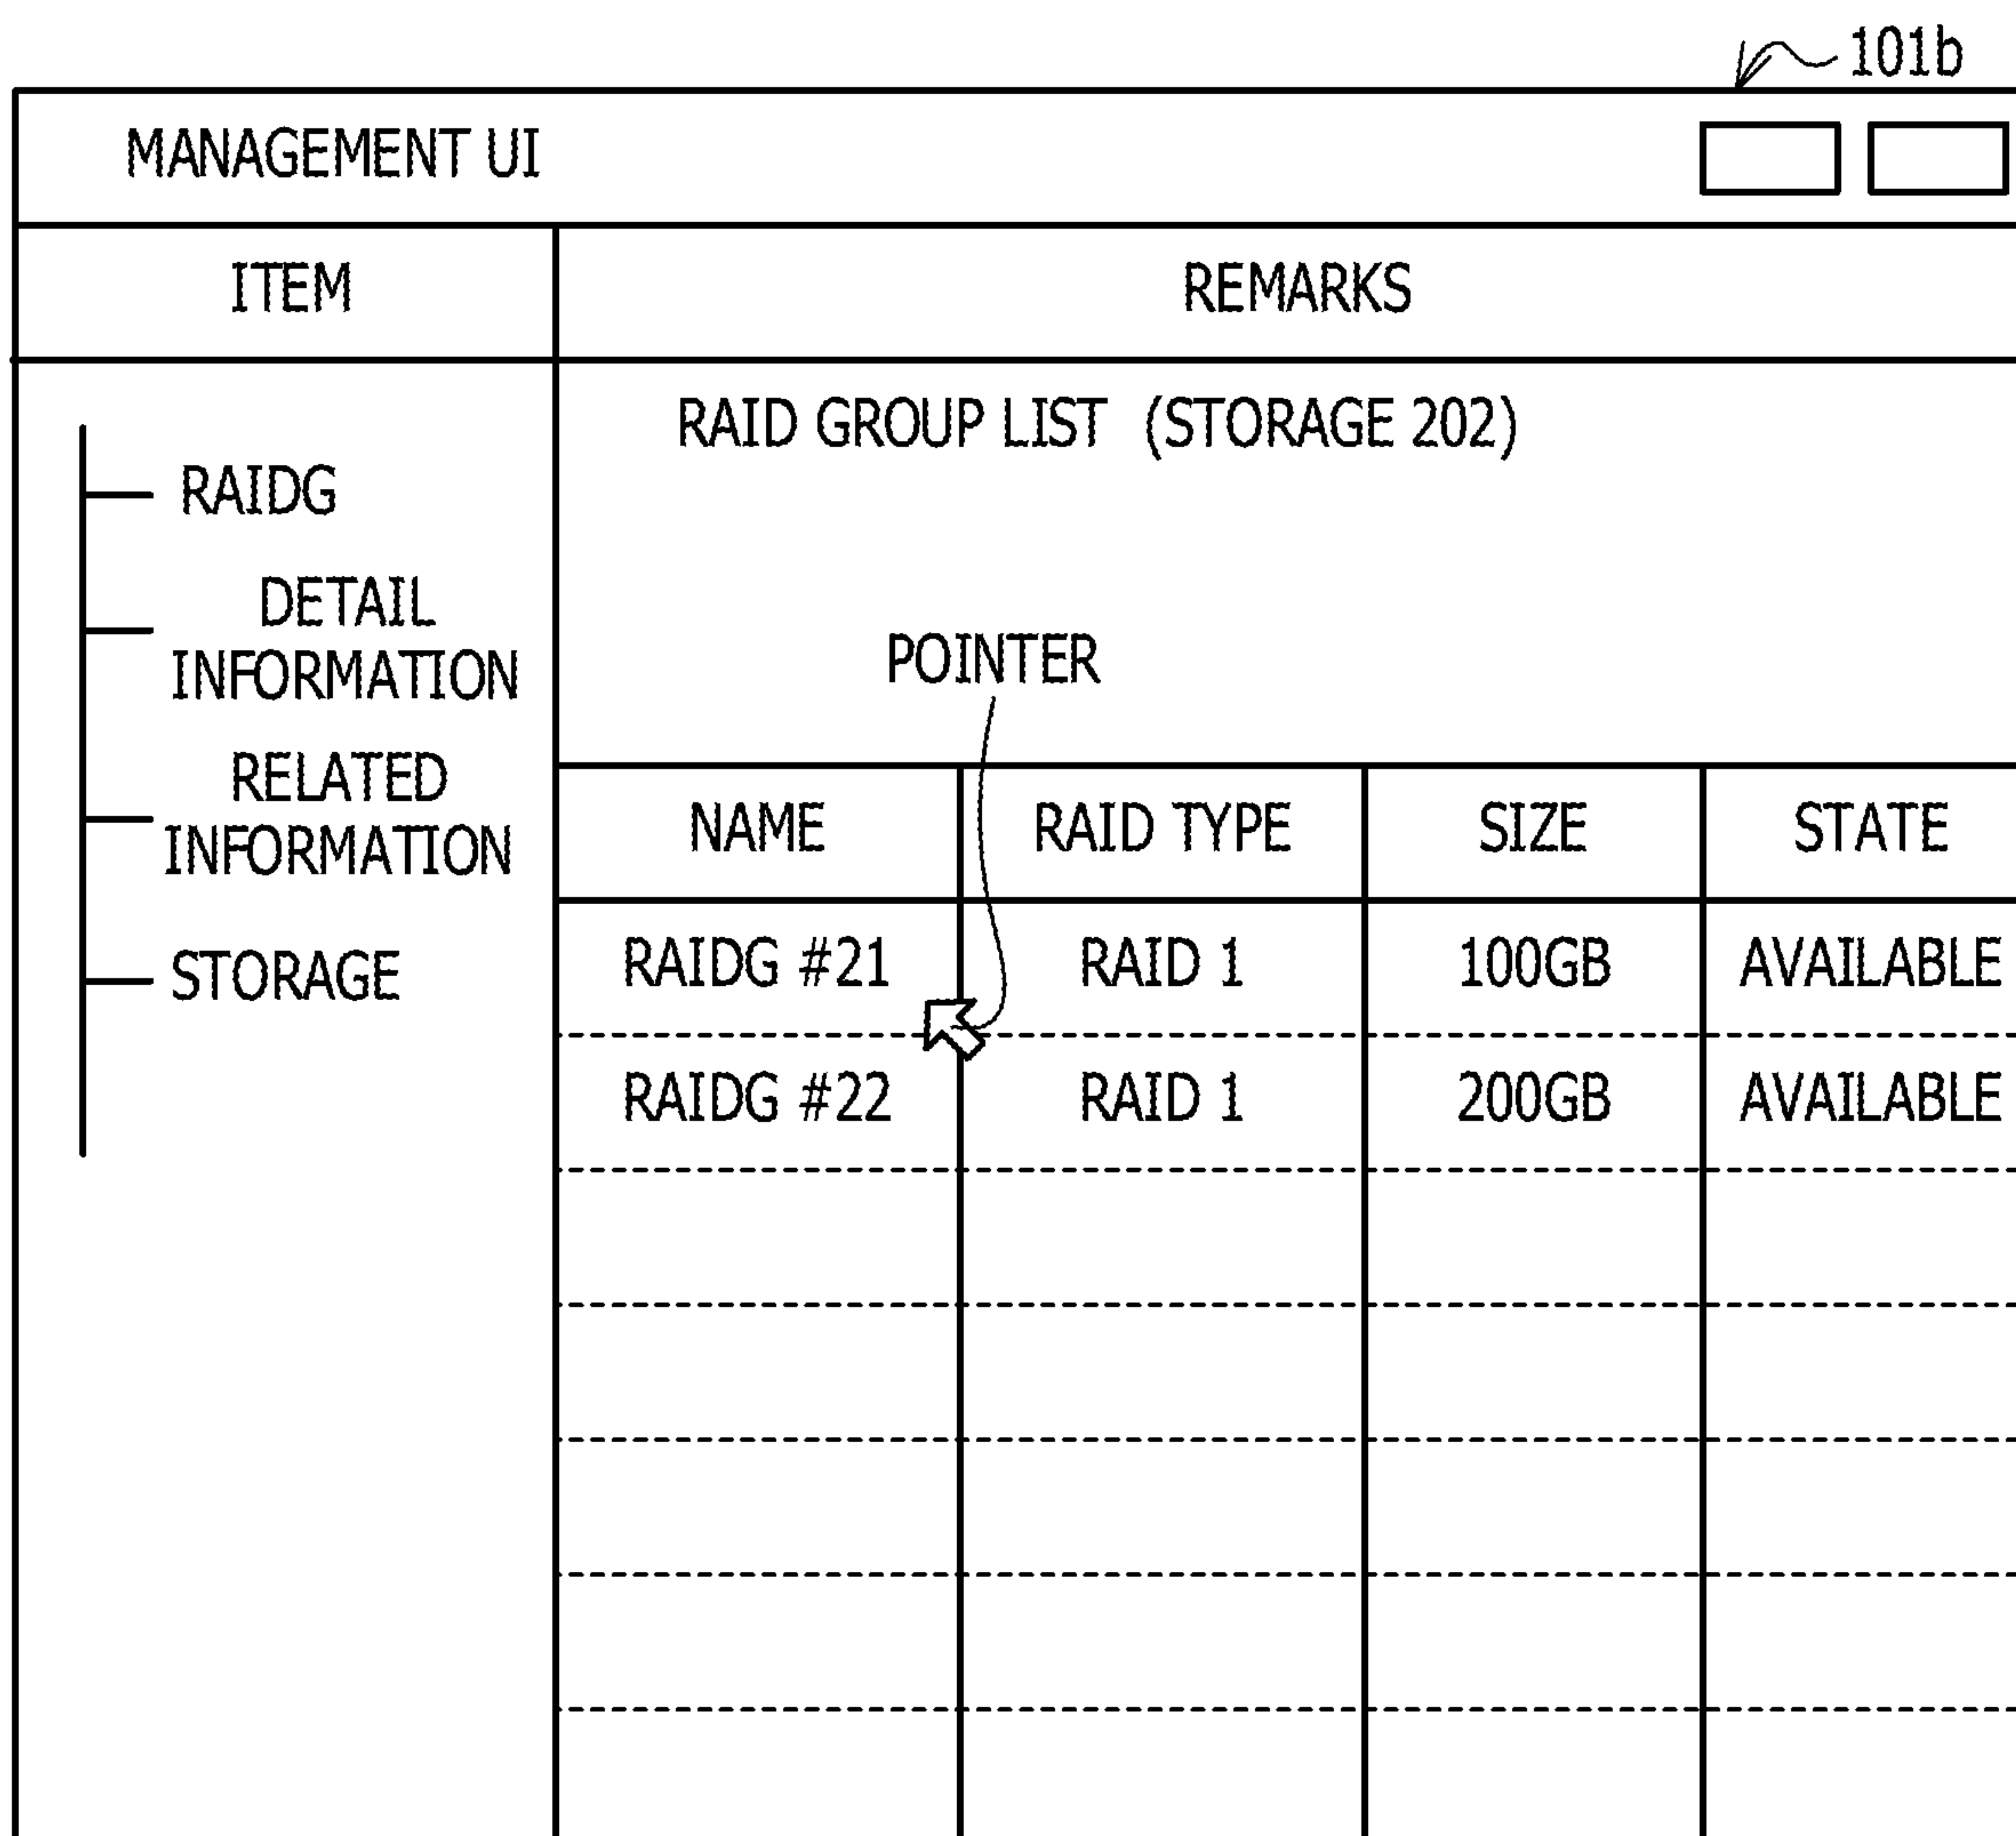 101b
MANAGEMENT UI
ITEM
REMARKS
RAID GROUP LIST (STORAGE 202)
RAIDG
DETAIL
INFORMATION
RELATED
INFORMATION
STORAGE
POINTER
NAME RAID TYPE SIZE STATE
RAIDG #21 RAID 1 100GB AVAILABLE
RAIDG #22 RAID 1 200GB AVAILABLE